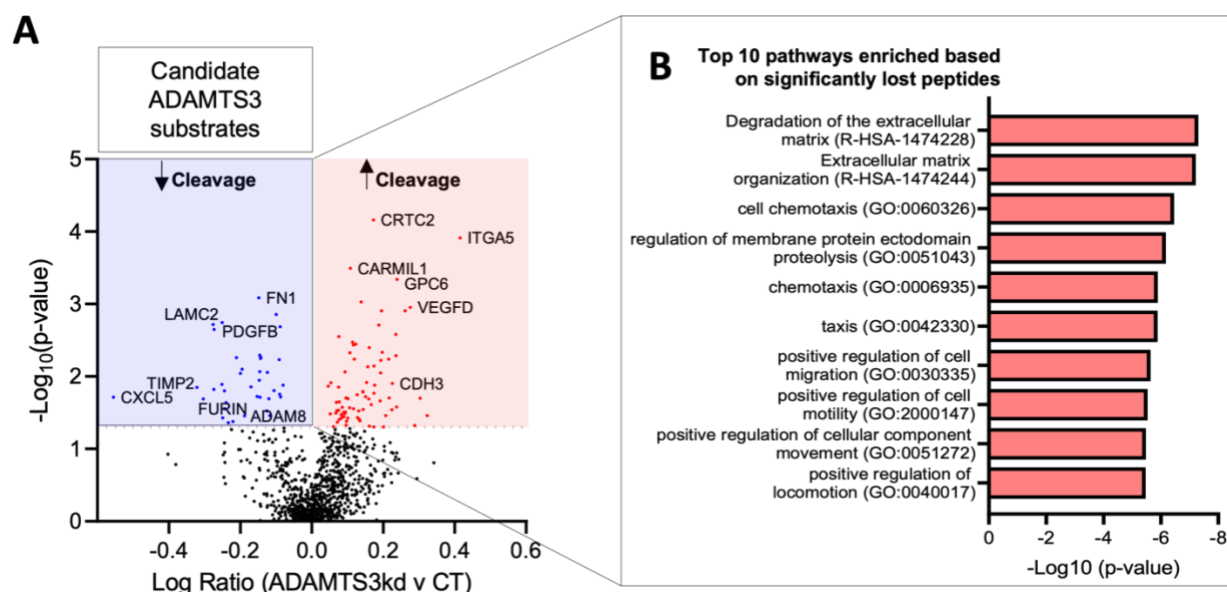 A
Candidate
ADAMTS3
substrates
Cleavage
Cleavage
CRTC2
ITGA5
CARMIL1
GPC6
FN1
VEGFD
LAMC2
PDGFB
TIMP2
CDH3
CXCL5
FURIN
ADAM8
5
4
3
2
1
0
-Log10(p-value)
-0.4
-0.2
0.0
0.2
0.4
0.6
Log Ratio (ADAMTS3kd v CT)
B
Top 10 pathways enriched based
on significantly lost peptides
Degradation of the extracellular
matrix (R-HSA-1474228)
Extracellular matrix
organization (R-HSA-1474244)
cell chemotaxis (GO:0060326)
regulation of membrane protein ectodomain
proteolysis (GO:0051043)
chemotaxis (GO:0006935)
taxis (GO:0042330)
positive regulation of cell
migration (GO:0030335)
positive regulation of cell
motility (GO:2000147)
positive regulation of cellular component
movement (GO:0051272)
positive regulation of
locomotion (GO:0040017)
0
-2
-4
-6
-8
-Log10 (p-value)